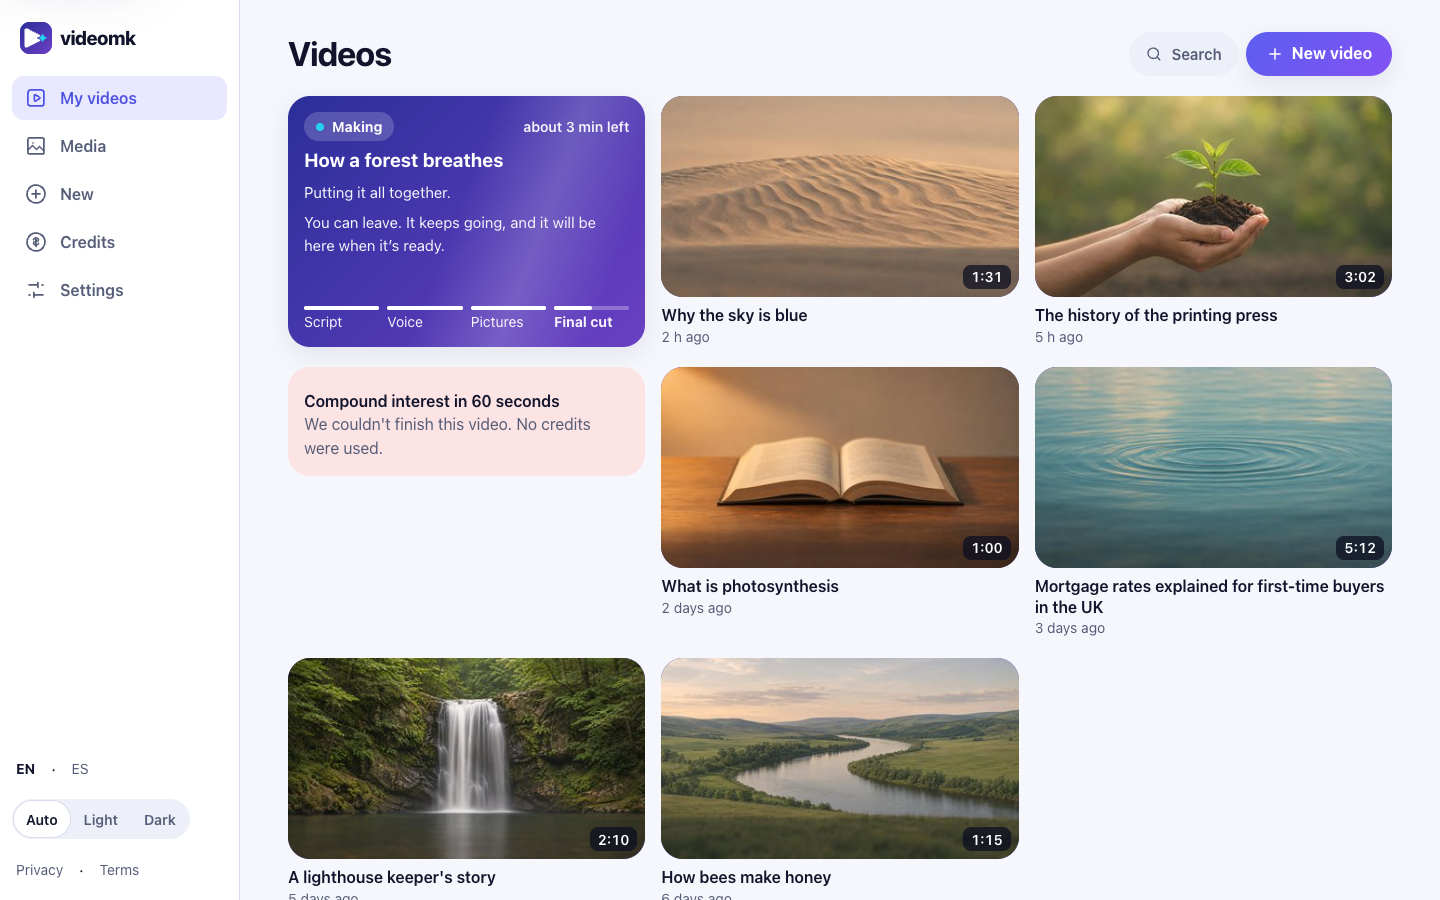 videomk
My videos
Media
New
Credits
Settings
EN · ES
Auto Light Dark
Privacy · Terms
Videos
Search
New video
Making
about 3 min left
How a forest breathes
Putting it all together.
You can leave. It keeps going, and it will be
here when it’s ready.
Script Voice Pictures Final cut
1:31
Why the sky is blue
2 h ago
3:02
The history of the printing press
5 h ago
Compound interest in 60 seconds
We couldn't finish this video. No credits
were used.
1:00
What is photosynthesis
2 days ago
5:12
Mortgage rates explained for first-time buyers
in the UK
3 days ago
2:10
A lighthouse keeper's story
5 days ago
1:15
How bees make honey
6 days ago